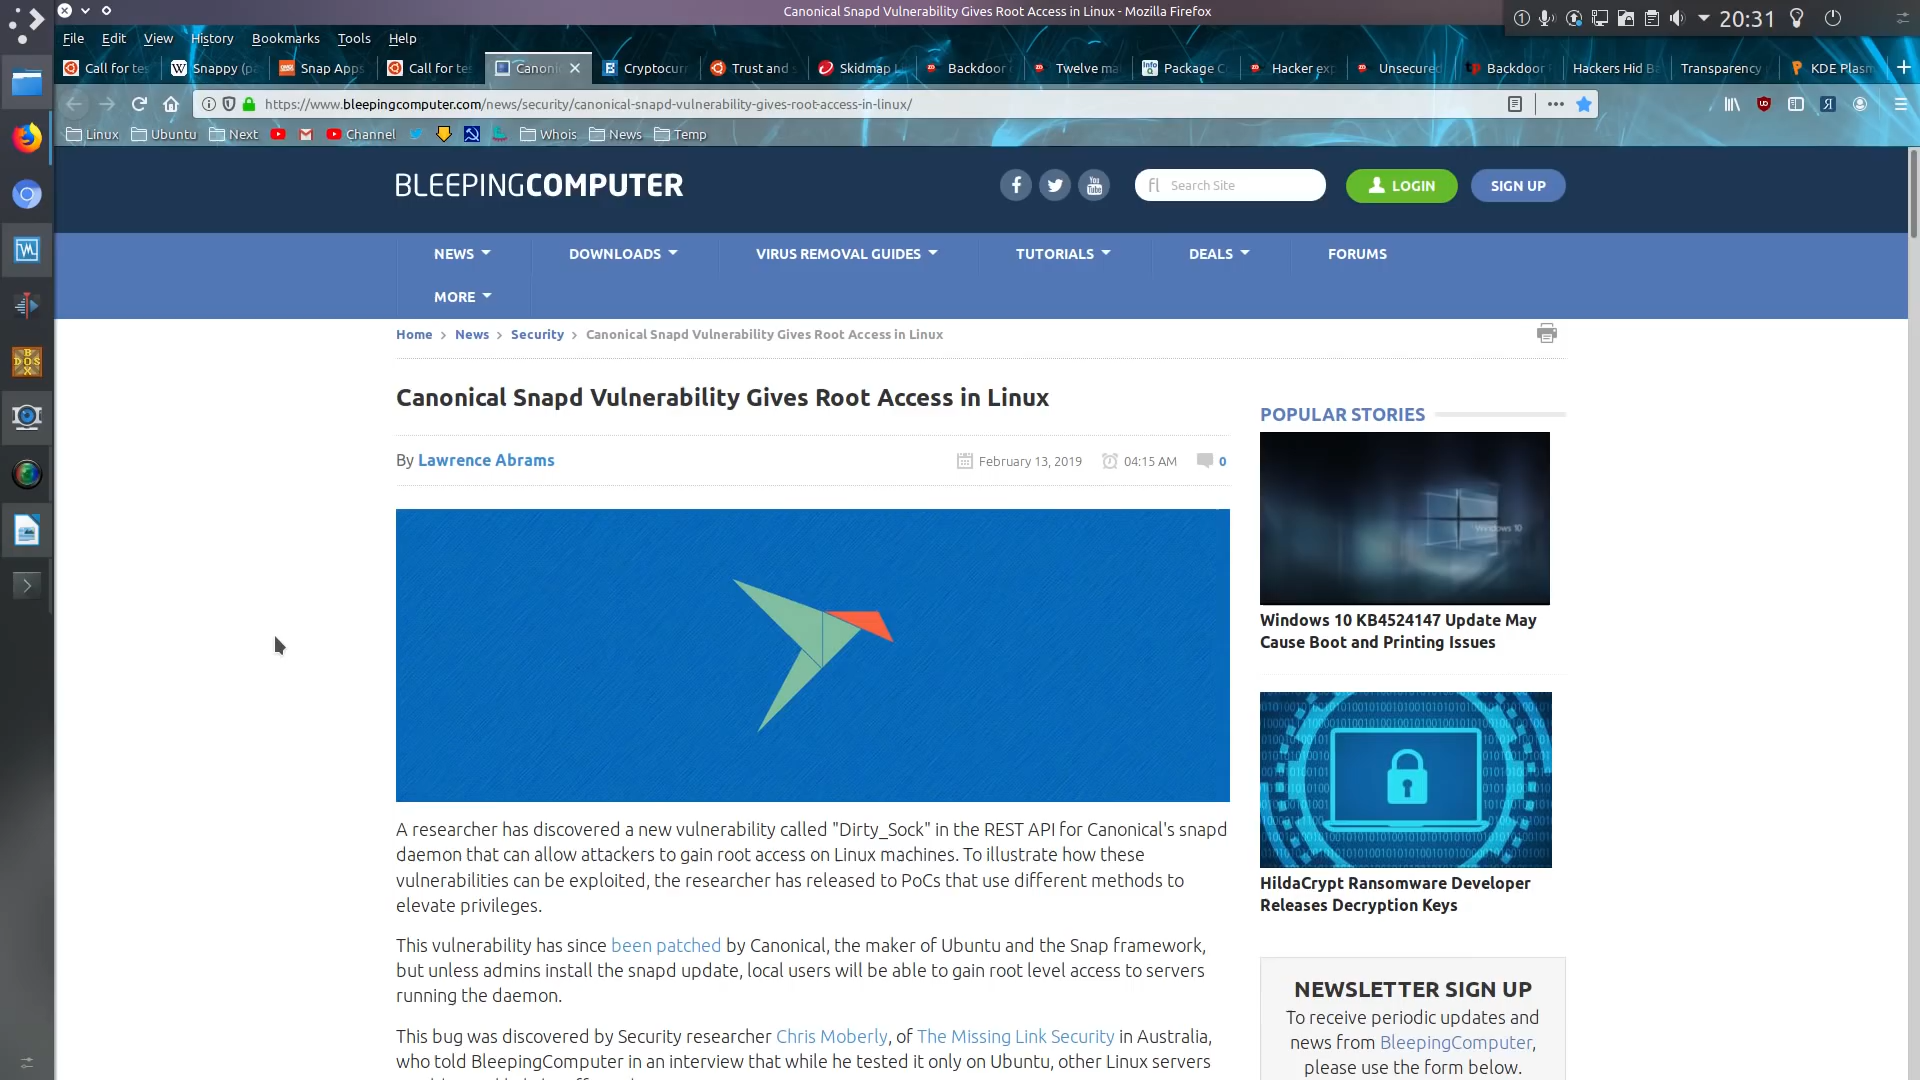 Canonical Snapd Vulnerability Gives Root Access in Linux - Mozilla Firefox
20:31
File Edit View History Bookmarks Tools Help
Call for te
Snappy (pa
Snap Apps
Call for te
Canoni
Cryptocurr
Trust and
Skidmap
Backdoor
Twelve ma
Package C
Hacker exp
Unsecured
Backdoor
Hackers Hid Ba
Transparency
KDE Plasm
https://www.bleepingcomputer.com/news/security/canonical-snapd-vulnerability-gives-root-access-in-linux/
Linux Ubuntu Next Channel Whois News Temp
BLEEPINGCOMPUTER
Search Site
LOGIN
SIGN UP
NEWS DOWNLOADS VIRUS REMOVAL GUIDES TUTORIALS DEALS FORUMS
MORE
Home > News > Security > Canonical Snapd Vulnerability Gives Root Access in Linux
Canonical Snapd Vulnerability Gives Root Access in Linux
By Lawrence Abrams
February 13, 2019 04:15 AM 0
A researcher has discovered a new vulnerability called "Dirty_Sock" in the REST API for Canonical's snapd
daemon that can allow attackers to gain root access on Linux machines. To illustrate how these
vulnerabilities can be exploited, the researcher has released to PoCs that use different methods to
elevate privileges.
This vulnerability has since been patched by Canonical, the maker of Ubuntu and the Snap framework,
but unless admins install the snapd update, local users will be able to gain root level access to servers
running the daemon.
This bug was discovered by Security researcher Chris Moberly, of The Missing Link Security in Australia,
who told BleepingComputer in an interview that while he tested it only on Ubuntu, other Linux servers
POPULAR STORIES
Windows 10
Windows 10 KB4524147 Update May
Cause Boot and Printing Issues
HildaCrypt Ransomware Developer
Releases Decryption Keys
NEWSLETTER SIGN UP
To receive periodic updates and
news from BleepingComputer,
please use the form below.